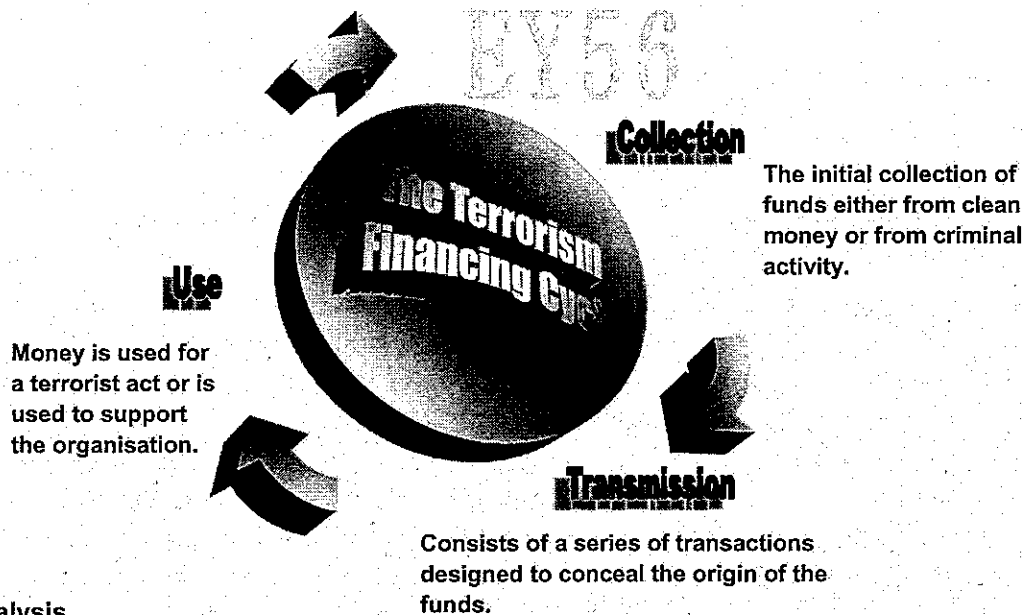 EY56
Collection
The initial collection of
funds either from clean
money or from criminal
activity.
The Terrorism
Financing Cycle
Use
Money is used for
a terrorist act or is
used to support
the organisation.
Transmission
Consists of a series of transactions
designed to conceal the origin of the
funds.